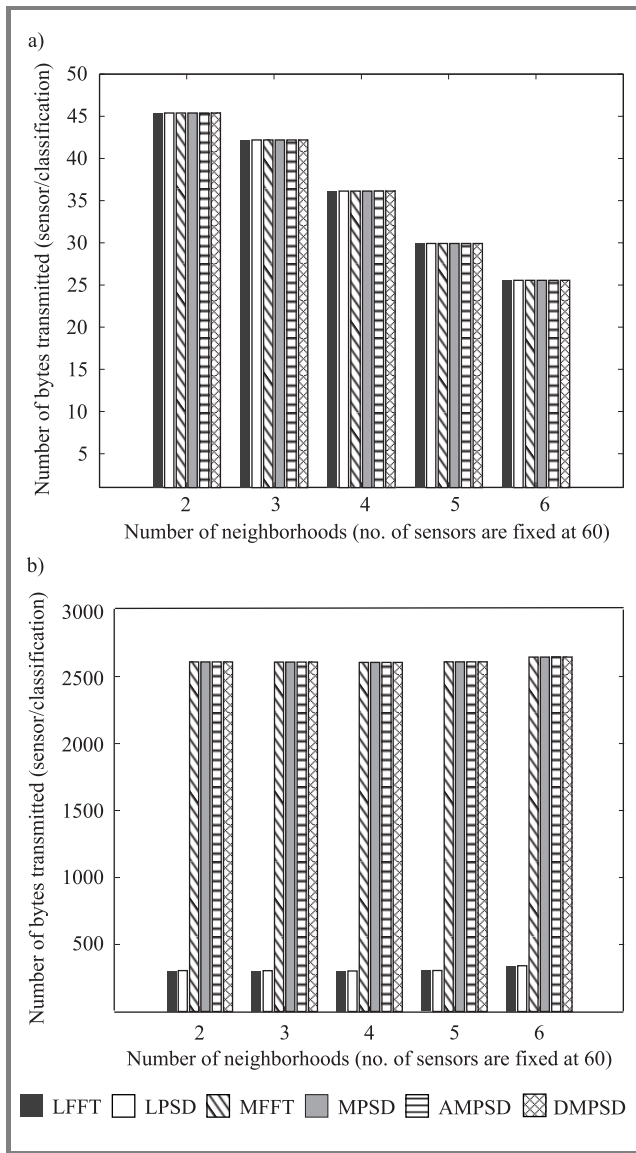 a)
Number of bytes transmitted (sensor/classification)
50
45
40
35
30
25
20
15
10
5
2 3 4 5 6
Number of neighborhoods (no. of sensors are fixed at 60)
b)
Number of bytes transmitted (sensor/classification)
3000
2500
2000
1500
1000
500
2 3 4 5 6
Number of neighborhoods (no. of sensors are fixed at 60)
LFFT LPSD MFFT MPSD AMPSD DMPSD